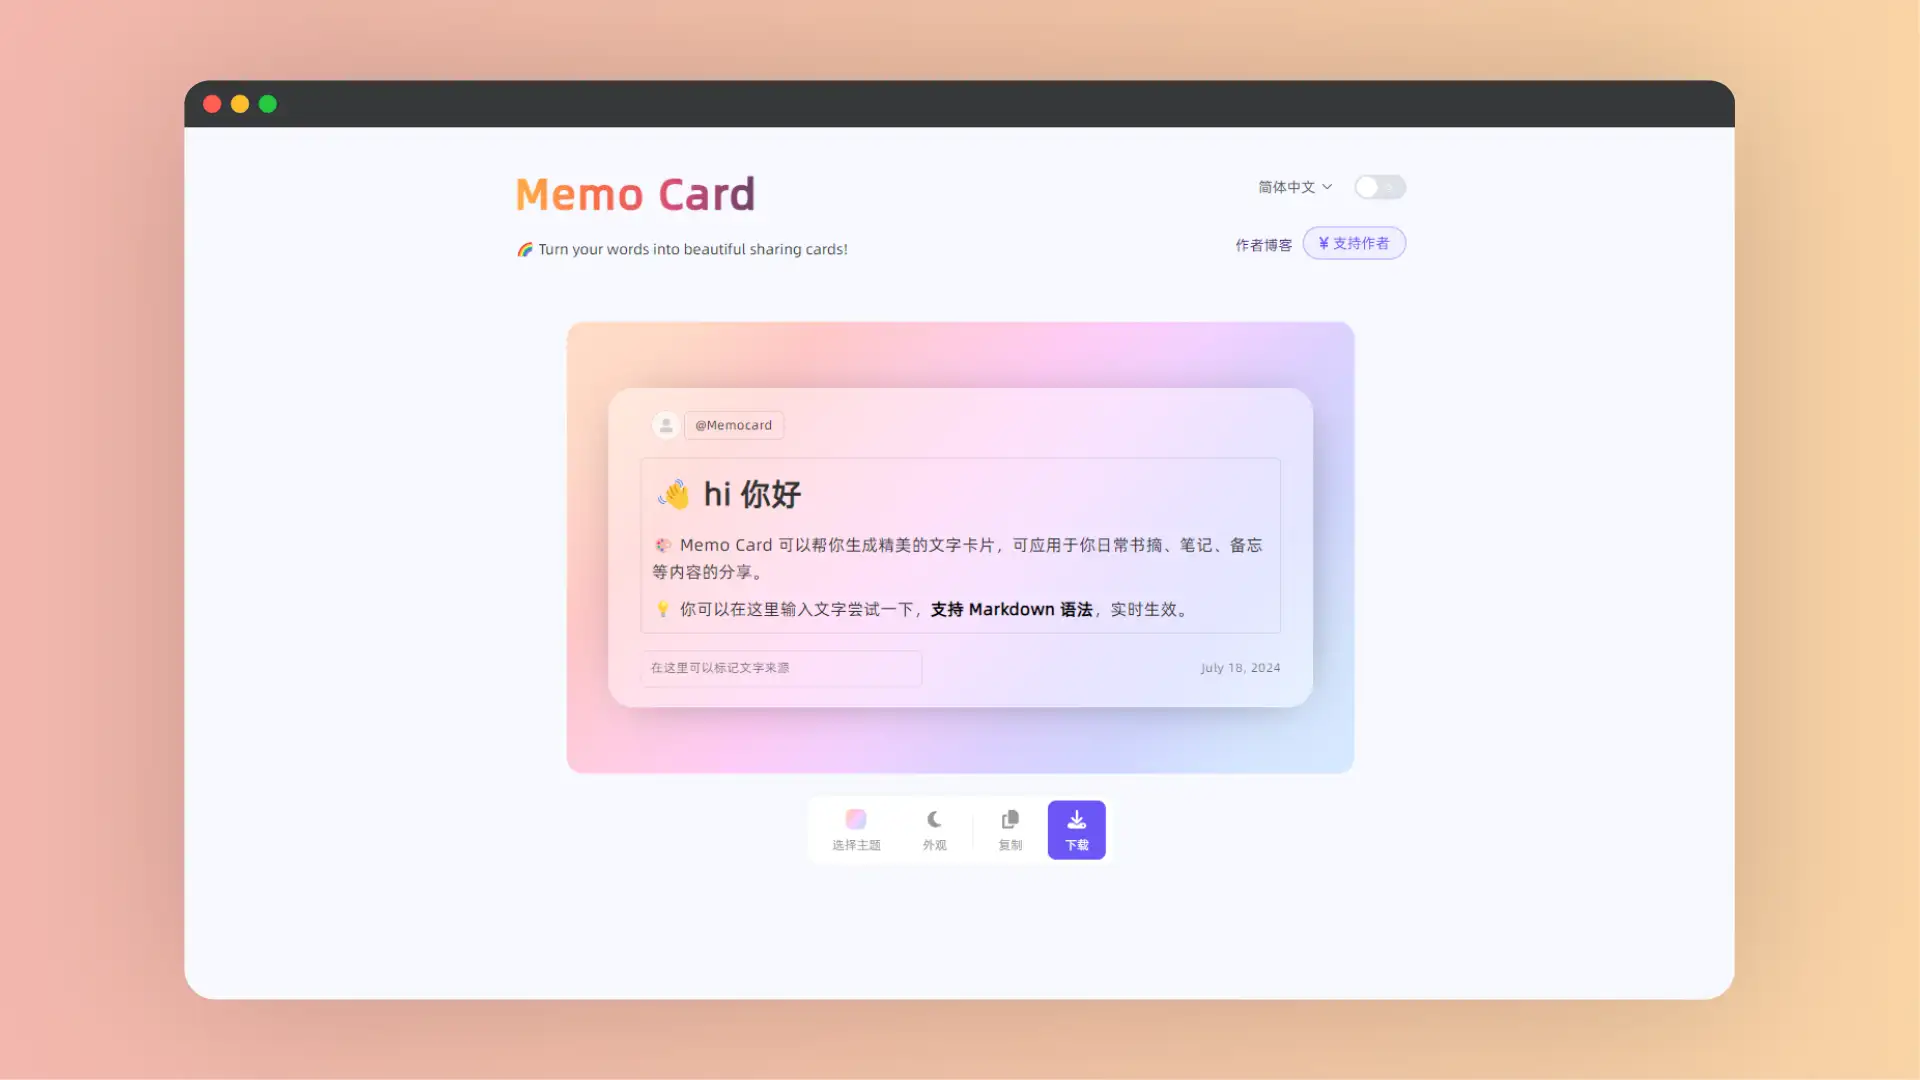 Memo Card
简体中文
🌈 Turn your words into beautiful sharing cards!
作者博客
¥ 支持作者
@Memocard
👋 hi 你好
🎨 Memo Card 可以帮你生成精美的文字卡片，可应用于你日常书摘、笔记、备忘
等内容的分享。
💡 你可以在这里输入文字尝试一下，支持 Markdown 语法，实时生效。
在这里可以标记文字来源
July 18, 2024
选择主题
外观
复制
下载